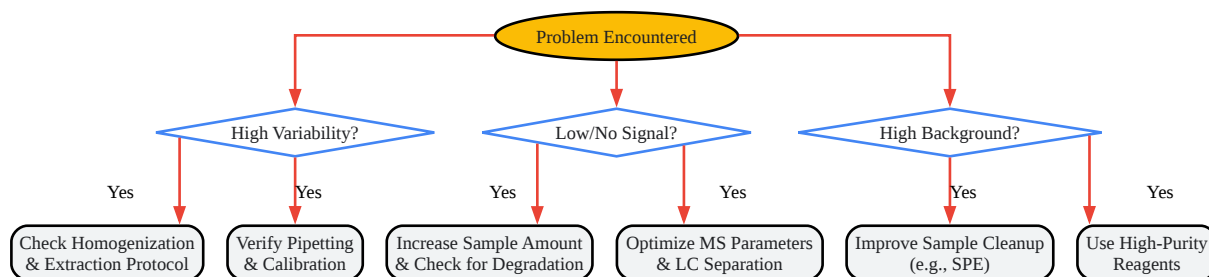 Problem Encountered
High Variability?
Low/No Signal?
High Background?
Yes
Yes
Yes
Yes
Yes
Yes
Check Homogenization
& Extraction Protocol
Verify Pipetting
& Calibration
Increase Sample Amount
& Check for Degradation
Optimize MS Parameters
& LC Separation
Improve Sample Cleanup
(e.g., SPE)
Use High-Purity
Reagents